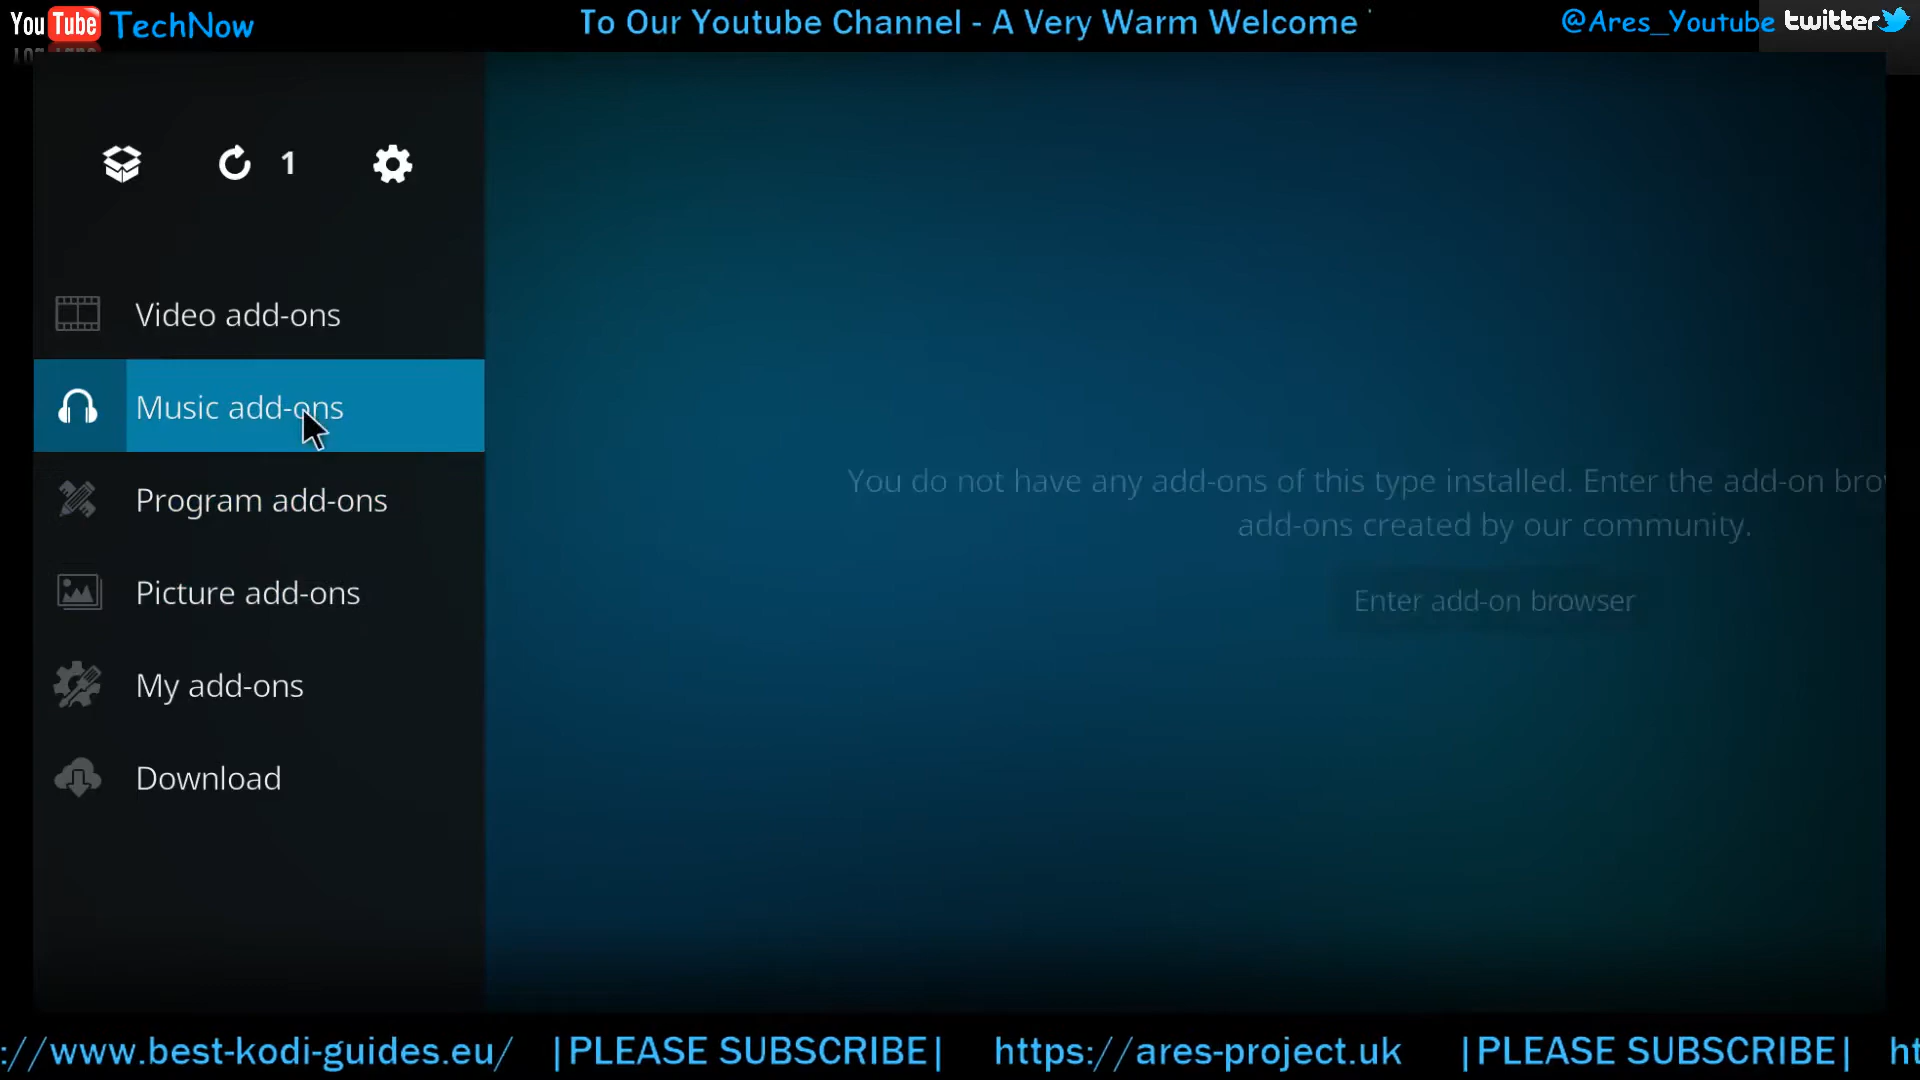 YouTube TechNow
To Our Youtube Channel - A Very Warm Welcome
@Ares_Youtube twitter
1
Video add-ons
Music add-ons
Program add-ons
Picture add-ons
My add-ons
Download
You do not have any add-ons of this type installed. Enter the add-on bro
add-ons created by our community.
Enter add-on browser
://www.best-kodi-guides.eu/ |PLEASE SUBSCRIBE| https://ares-project.uk |PLEASE SUBSCRIBE| ht